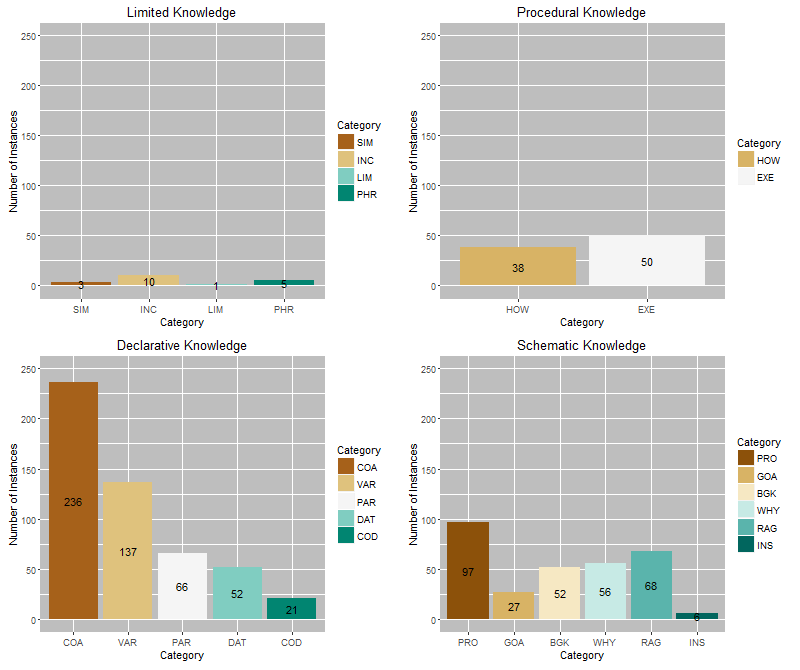 Limited Knowledge
Number of Instances
250
200
150
100
50
0
3
10
1
5
SIM INC LIM PHR
Category
Category
SIM
INC
LIM
PHR
Procedural Knowledge
Number of Instances
250
200
150
100
50
0
38
50
HOW EXE
Category
Category
HOW
EXE
Declarative Knowledge
Number of Instances
250
200
150
100
50
0
236
137
66
52
21
COA VAR PAR DAT COD
Category
Category
COA
VAR
PAR
DAT
COD
Schematic Knowledge
Number of Instances
250
200
150
100
50
0
97
27
52
56
68
6
PRO GOA BGK WHY RAG INS
Category
Category
PRO
GOA
BGK
WHY
RAG
INS